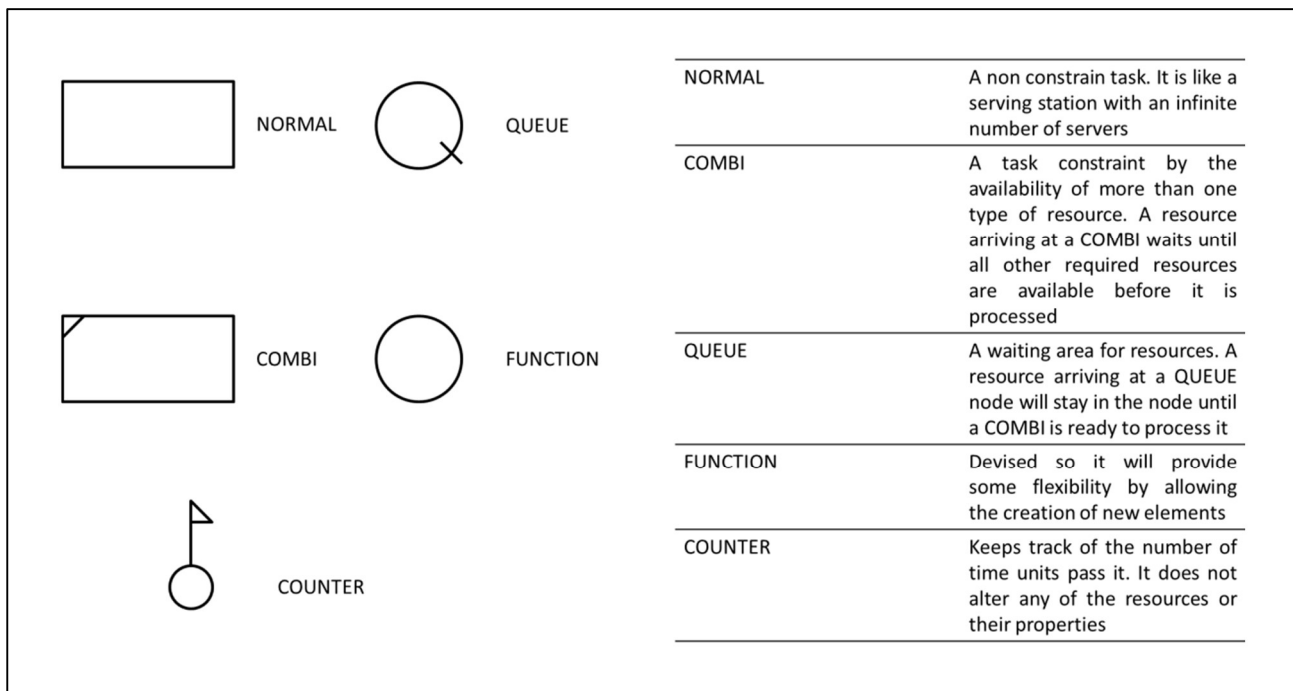 NORMAL
QUEUE
COMBI
FUNCTION
COUNTER
NORMAL
A non constrain task. It is like a
serving station with an infinite
number of servers
COMBI
A task constraint by the
availability of more than one
type of resource. A resource
arriving at a COMBI waits until
all other required resources
are available before it is
processed
QUEUE
A waiting area for resources. A
resource arriving at a QUEUE
node will stay in the node until
a COMBI is ready to process it
FUNCTION
Devised so it will provide
some flexibility by allowing
the creation of new elements
COUNTER
Keeps track of the number of
time units pass it. It does not
alter any of the resources or
their properties